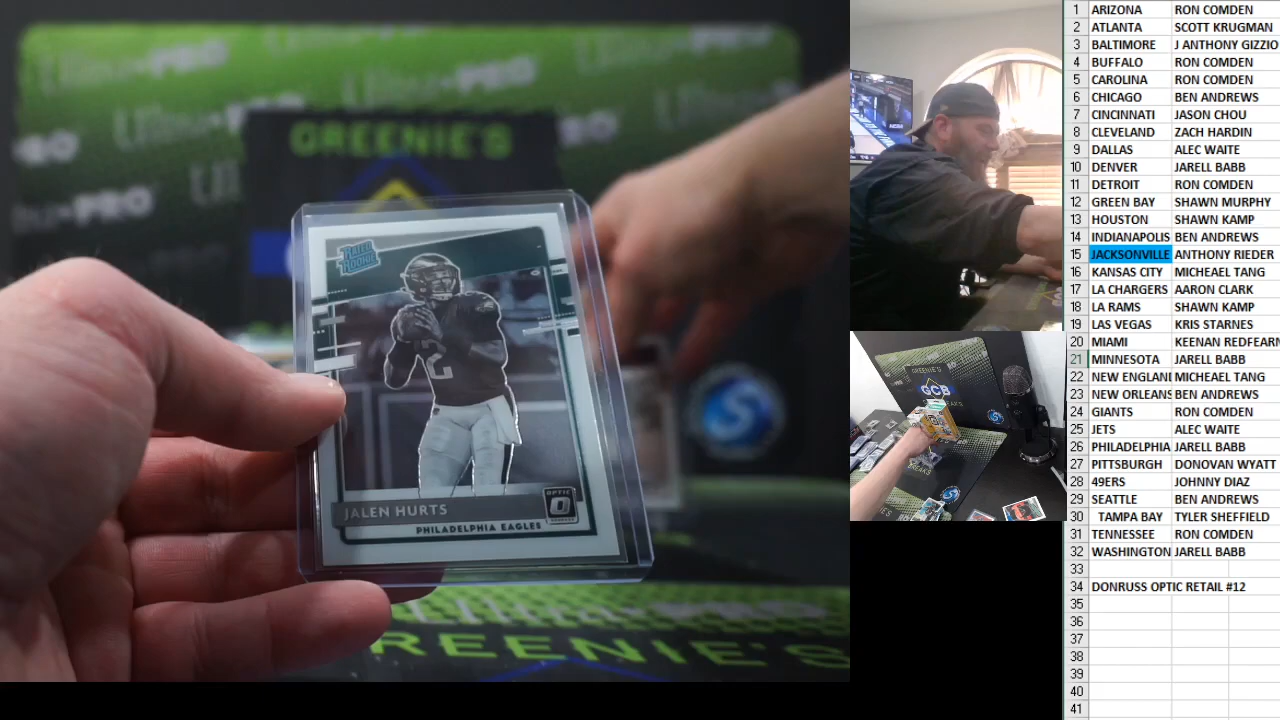 GREENIE'S
RATED
ROOKIE
2
JALEN HURTS
OPTIC
PHILADELPHIA EAGLES
GREENIE'S
GREENIE'S
GCB
BREAKS
1 ARIZONA RON COMDEN
2 ATLANTA SCOTT KRUGMAN
3 BALTIMORE J ANTHONY GIZZIO
4 BUFFALO RON COMDEN
5 CAROLINA RON COMDEN
6 CHICAGO BEN ANDREWS
7 CINCINNATI JASON CHOU
8 CLEVELAND ZACH HARDIN
9 DALLAS ALEC WAITE
10 DENVER JARELL BABB
11 DETROIT RON COMDEN
12 GREEN BAY SHAWN MURPHY
13 HOUSTON SHAWN KAMP
14 INDIANAPOLIS BEN ANDREWS
15 JACKSONVILLE ANTHONY RIEDER
16 KANSAS CITY MICHEAEL TANG
17 LA CHARGERS AARON CLARK
18 LA RAMS SHAWN KAMP
19 LAS VEGAS KRIS STARNES
20 MIAMI KEENAN REDFEARN
21 MINNESOTA JARELL BABB
22 NEW ENGLAND MICHEAEL TANG
23 NEW ORLEANS BEN ANDREWS
24 GIANTS RON COMDEN
25 JETS ALEC WAITE
26 PHILADELPHIA JARELL BABB
27 PITTSBURGH DONOVAN WYATT
28 49ERS JOHNNY DIAZ
29 SEATTLE BEN ANDREWS
30 TAMPA BAY TYLER SHEFFIELD
31 TENNESSEE RON COMDEN
32 WASHINGTON JARELL BABB
33
34 DONRUSS OPTIC RETAIL #12
35
36
37
38
39
40
41